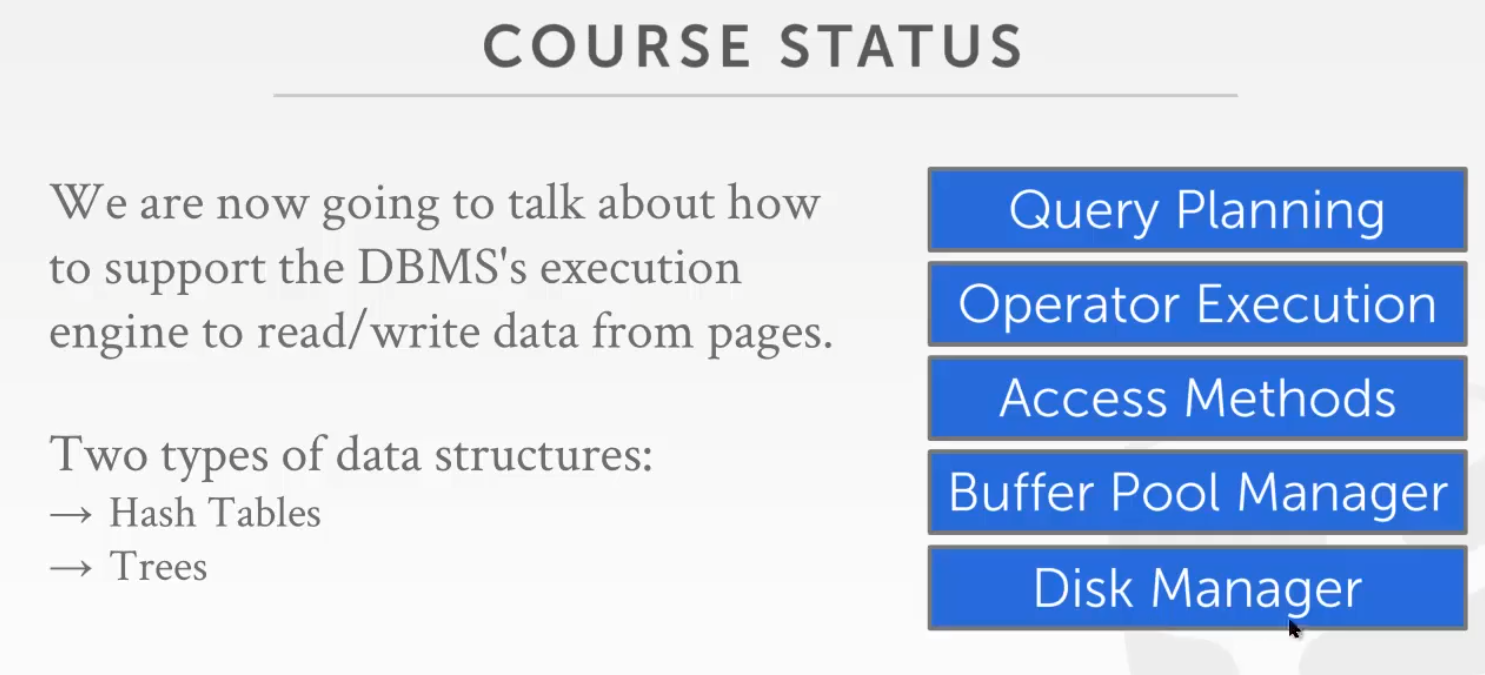 COURSE STATUS
We are now going to talk about how
to support the DBMS's execution
engine to read/write data from pages.
Two types of data structures:
→ Hash Tables
→ Trees
Query Planning
Operator Execution
Access Methods
Buffer Pool Manager
Disk Manager